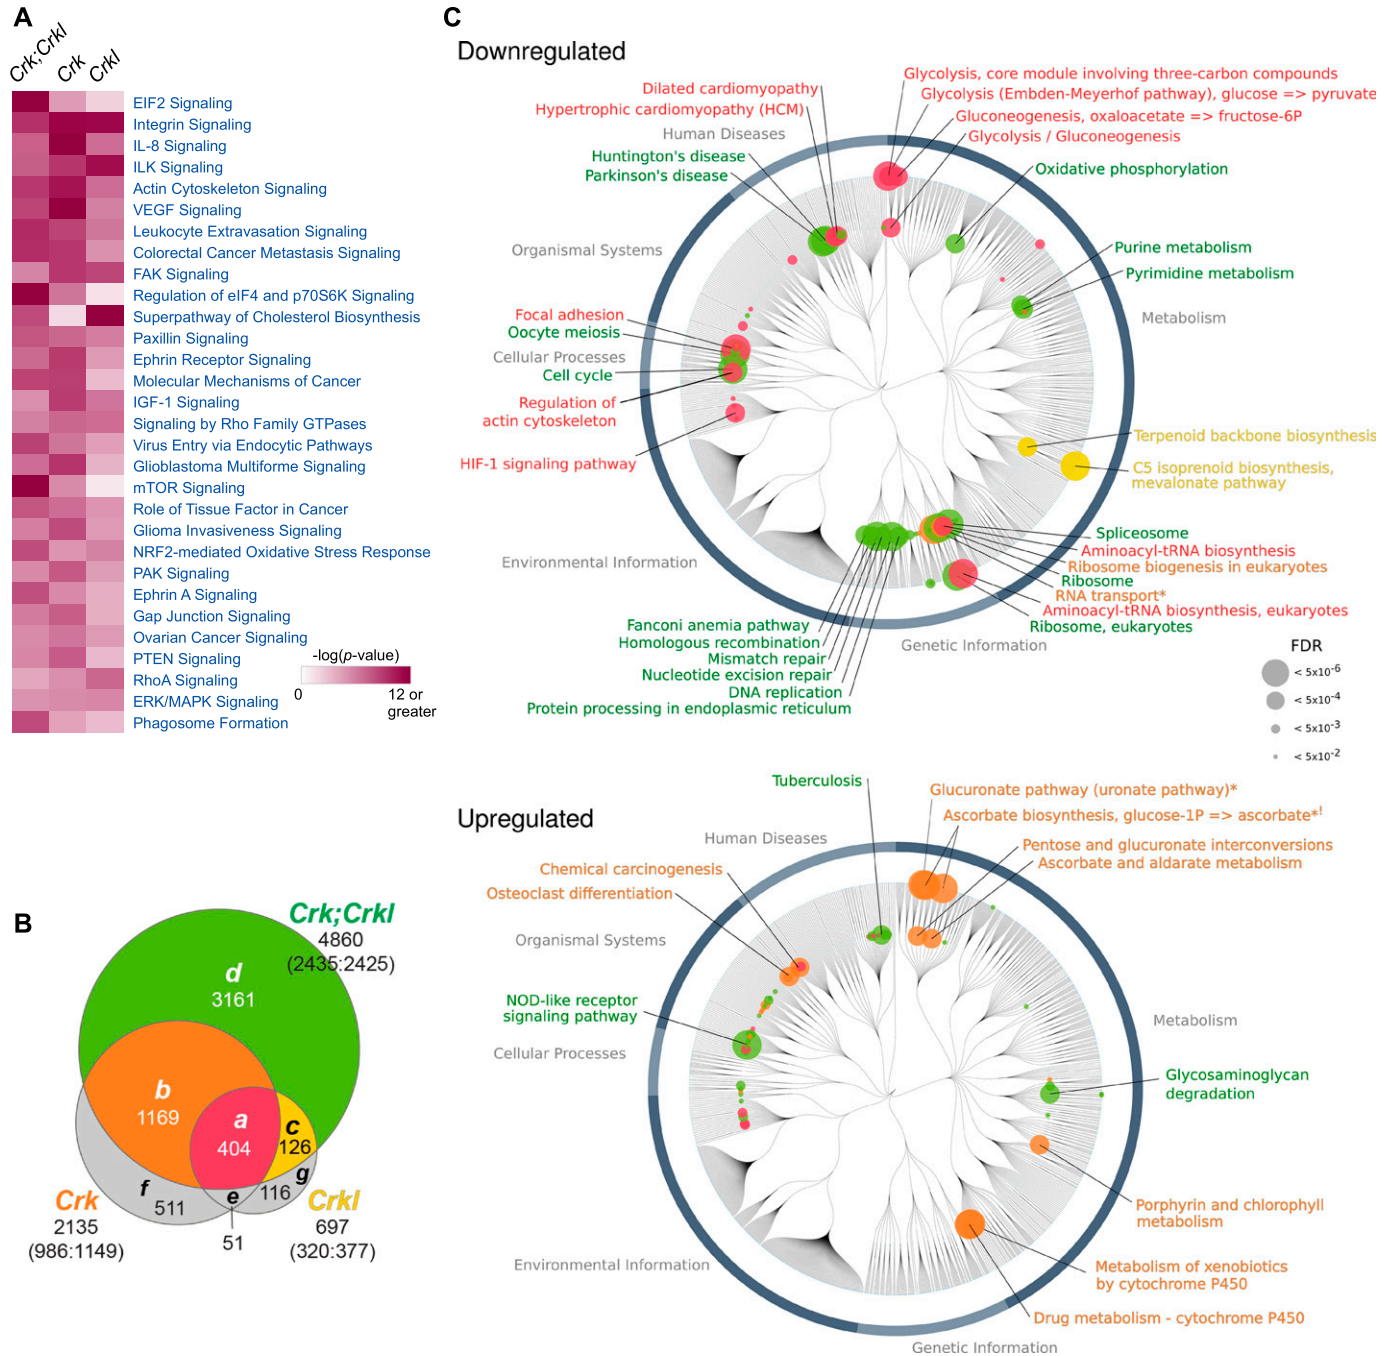 A
Crk;Crkl
Crk
Crkl
EIF2 Signaling
Integrin Signaling
IL-8 Signaling
ILK Signaling
Actin Cytoskeleton Signaling
VEGF Signaling
Leukocyte Extravasation Signaling
Colorectal Cancer Metastasis Signaling
FAK Signaling
Regulation of eIF4 and p70S6K Signaling
Superpathway of Cholesterol Biosynthesis
Paxillin Signaling
Ephrin Receptor Signaling
Molecular Mechanisms of Cancer
IGF-1 Signaling
Signaling by Rho Family GTPases
Virus Entry via Endocytic Pathways
Glioblastoma Multiforme Signaling
mTOR Signaling
Role of Tissue Factor in Cancer
Glioma Invasiveness Signaling
NRF2-mediated Oxidative Stress Response
PAK Signaling
Ephrin A Signaling
Gap Junction Signaling
Ovarian Cancer Signaling
PTEN Signaling
RhoA Signaling
ERK/MAPK Signaling
Phagosome Formation
-log(p-value)
0
12 or
greater
B
Crk;Crkl
4860
(2435:2425)
d
3161
b
1169
a
404
c
126
g
116
f
511
e
51
Crk
2135
(986:1149)
Crkl
697
(320:377)
C
Downregulated
Glycolysis, core module involving three-carbon compounds
Glycolysis (Embden-Meyerhof pathway), glucose => pyruvate
Gluconeogenesis, oxaloacetate => fructose-6P
Glycolysis / Gluconeogenesis
Dilated cardiomyopathy
Hypertrophic cardiomyopathy (HCM)
Human Diseases
Huntington's disease
Parkinson's disease
Oxidative phosphorylation
Organismal Systems
Purine metabolism
Pyrimidine metabolism
Metabolism
Focal adhesion
Oocyte meiosis
Cellular Processes
Cell cycle
Regulation of
actin cytoskeleton
HIF-1 signaling pathway
Terpenoid backbone biosynthesis
C5 isoprenoid biosynthesis,
mevalonate pathway
Environmental Information
Spliceosome
Aminoacyl-tRNA biosynthesis
Ribosome biogenesis in eukaryotes
Ribosome
RNA transport*
Aminoacyl-tRNA biosynthesis, eukaryotes
Ribosome, eukaryotes
Genetic Information
Fanconi anemia pathway
Homologous recombination
Mismatch repair
Nucleotide excision repair
DNA replication
Protein processing in endoplasmic reticulum
FDR
< 5x10-6
< 5x10-4
< 5x10-3
< 5x10-2
Upregulated
Tuberculosis
Glucuronate pathway (uronate pathway)*
Ascorbate biosynthesis, glucose-1P => ascorbate*!
Human Diseases
Pentose and glucuronate interconversions
Ascorbate and aldarate metabolism
Chemical carcinogenesis
Osteoclast differentiation
Organismal Systems
NOD-like receptor
signaling pathway
Cellular Processes
Metabolism
Glycosaminoglycan
degradation
Porphyrin and chlorophyll
metabolism
Environmental Information
Metabolism of xenobiotics
by cytochrome P450
Drug metabolism - cytochrome P450
Genetic Information